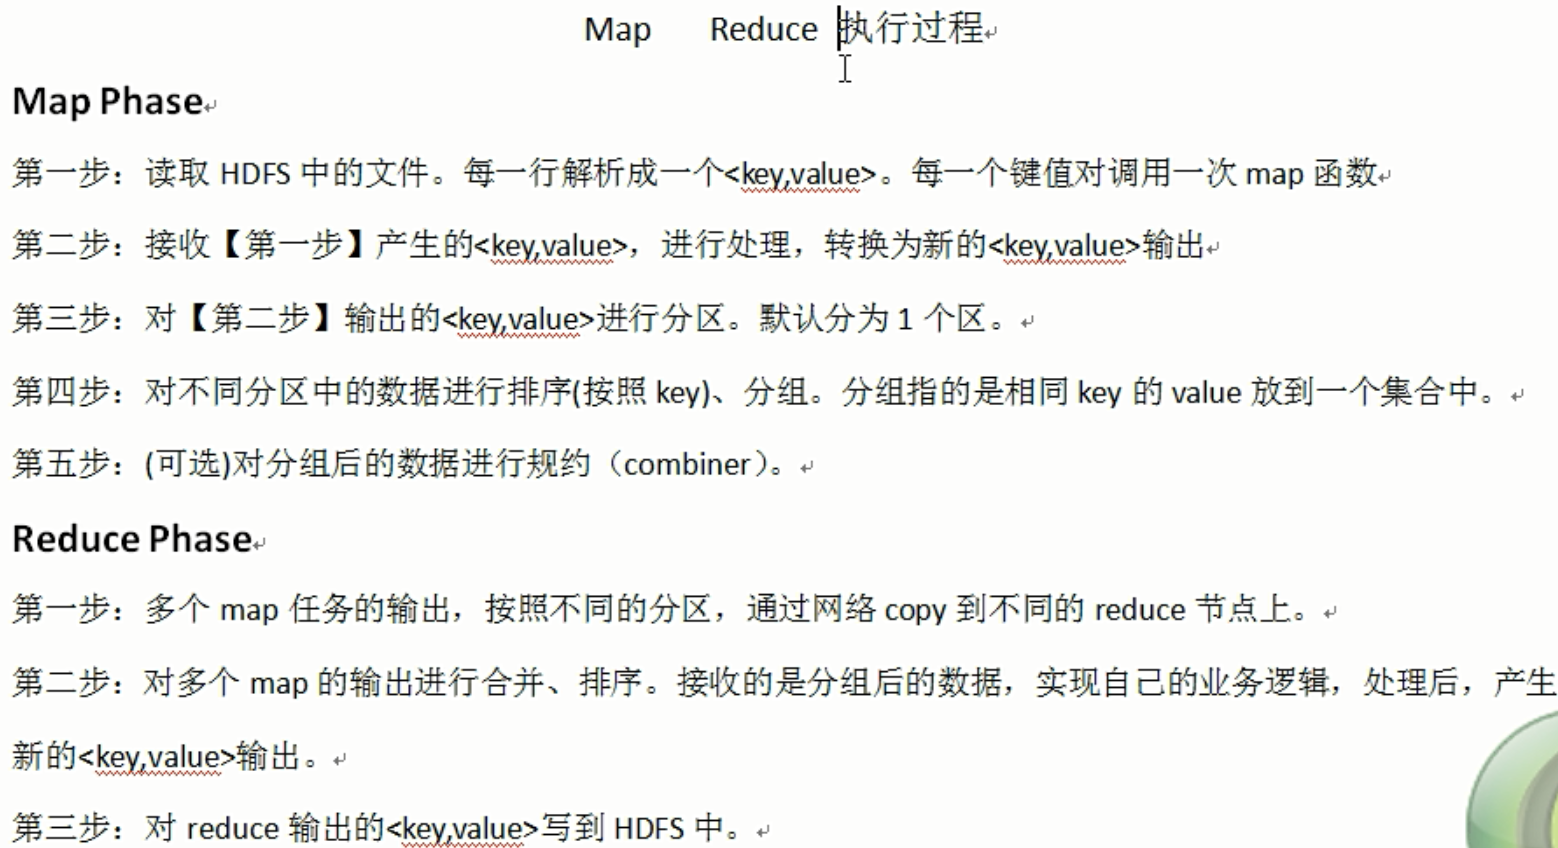 Map Reduce 执行过程
Map Phase
第一步：读取 HDFS 中的文件。每一行解析成一个<key,value>。每一个键值对调用一次 map 函数
第二步：接收【第一步】产生的<key,value>，进行处理，转换为新的<key,value>输出
第三步：对【第二步】输出的<key,value>进行分区。默认分为 1 个区。
第四步：对不同分区中的数据进行排序(按照 key)、分组。分组指的是相同 key 的 value 放到一个集合中。
第五步：(可选)对分组后的数据进行规约（combiner）。
Reduce Phase
第一步：多个 map 任务的输出，按照不同的分区，通过网络 copy 到不同的 reduce 节点上。
第二步：对多个 map 的输出进行合并、排序。接收的是分组后的数据，实现自己的业务逻辑，处理后，产生
新的<key,value>输出。
第三步：对 reduce 输出的<key,value>写到 HDFS 中。